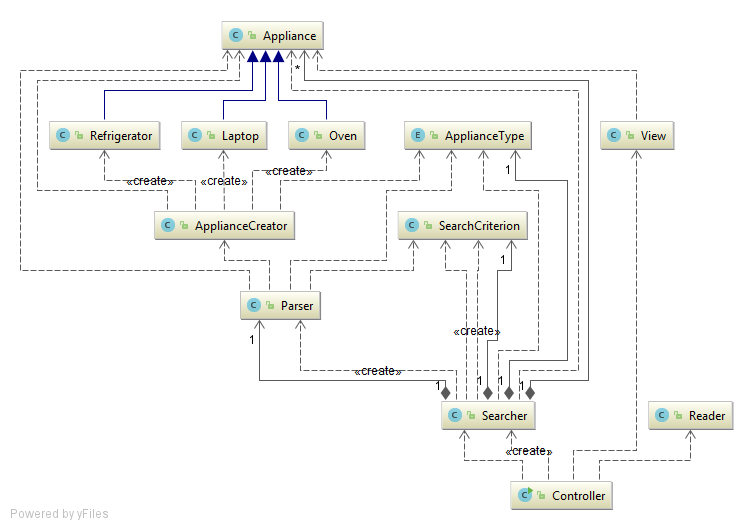 C Appliance
*
C Refrigerator
C Laptop
C Oven
E ApplianceType
C View
«create»
«create»
«create»
1
C ApplianceCreator
C SearchCriterion
1
C Parser
1
«create»
«create»
1
1
1
1
C Searcher
C Reader
«create»
C Controller
Powered by yFiles